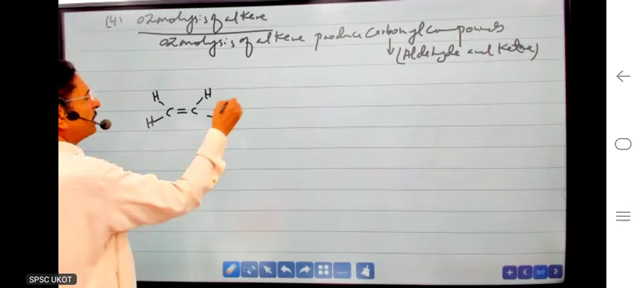 (4) ozonolysis of alkene
ozonolysis of alkene produce Carbonyl compounds
(Aldehyde and Ketone)
H H
C = C
H
SPSC UKOT